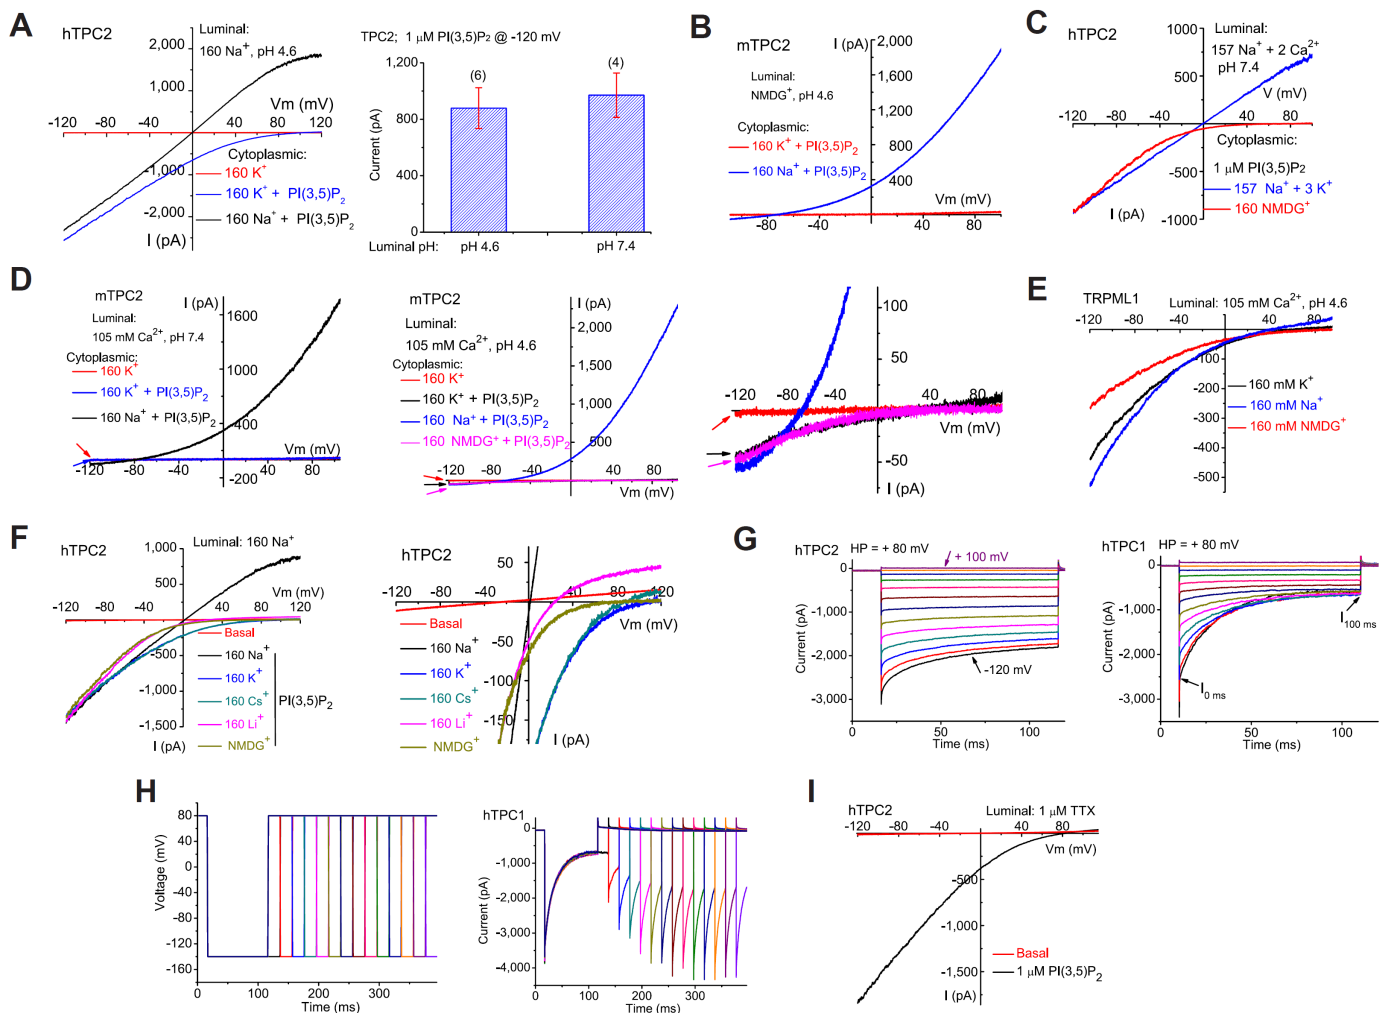 A
hTPC2
Luminal:
160 Na+, pH 4.6
2,000
1,000
Vm (mV)
-120 -80 -40 40 80 120
Cytoplasmic:
-1,000
160 K+
160 K+ + PI(3,5)P2
-2,000
160 Na+ + PI(3,5)P2
I (pA)
TPC2; 1 µM PI(3,5)P2 @ -120 mV
1,200
(6) (4)
800
400
0
Current (pA)
Luminal pH: pH 4.6 pH 7.4
B
mTPC2
I (pA)
2,000
1,600
1,200
800
400
Luminal:
NMDG+, pH 4.6
Cytoplasmic:
160 K+ + PI(3,5)P2
160 Na+ + PI(3,5)P2
Vm (mV)
-80 -40 40 80
C
hTPC2
1000
Luminal:
157 Na+ + 2 Ca2+
pH 7.4
500
V (mV)
-120 -80 -40 40 80
Cytoplasmic:
1 µM PI(3,5)P2
-500
157 Na+ + 3 K+
160 NMDG+
I (pA)
-1000
D
mTPC2
I (pA)
1600
1000
400
-200
Luminal:
105 mM Ca2+, pH 7.4
Cytoplasmic:
160 K+
160 K+ + PI(3,5)P2
160 Na+ + PI(3,5)P2
-120 -80 -40 40 80
Vm (mV)
mTPC2
I (pA)
2,000
1,500
1,000
500
Luminal:
105 mM Ca2+, pH 4.6
Cytoplasmic:
160 K+
160 K+ + PI(3,5)P2
160 Na+ + PI(3,5)P2
160 NMDG+ + PI(3,5)P2
-120 -80 -40 0 40 80
Vm (mV)
I (pA)
100
50
-120 -80 -40 40 80
Vm (mV)
-50
I (pA)
E
TRPML1
Luminal: 105 mM Ca2+, pH 4.6
-120 -80 -40 0 40 80
-100
-200
-300
-400
-500
160 mM K+
160 mM Na+
160 mM NMDG+
F
hTPC2
Luminal: 160 Na+
1,000
500
Vm (mV)
-120 -80 -40 40 80 120
Basal
-500
160 Na+
160 K+
-1,000
160 Cs+
160 Li+
-1,500
NMDG+
I (pA)
PI(3,5)P2
hTPC2
50
-120 -80 -40 40 80 120
Vm (mV)
Basal
160 Na+
-50
160 K+
-100
160 Cs+
160 Li+
-150
NMDG+
I (pA)
G
hTPC2
HP = + 80 mV
+ 100 mV
0
-1,000
-2,000
-3,000
-120 mV
Current (pA)
0 50 100
Time (ms)
hTPC1
HP = + 80 mV
0
-1,000
-2,000
-3,000
I100 ms
I0 ms
Current (pA)
0 50 100
Time (ms)
H
80
40
0
-40
-80
-120
-160
Voltage (mV)
0 100 200 300
Time (ms)
hTPC1
0
-1,000
-2,000
-3,000
-4,000
Current (pA)
0 100 200 300
Time (ms)
I
hTPC2
Luminal: 1 µM TTX
-120 -80 -40 40 80
Vm (mV)
-500
-1,000
Basal
-1,500
1 µM PI(3,5)P2
I (pA)